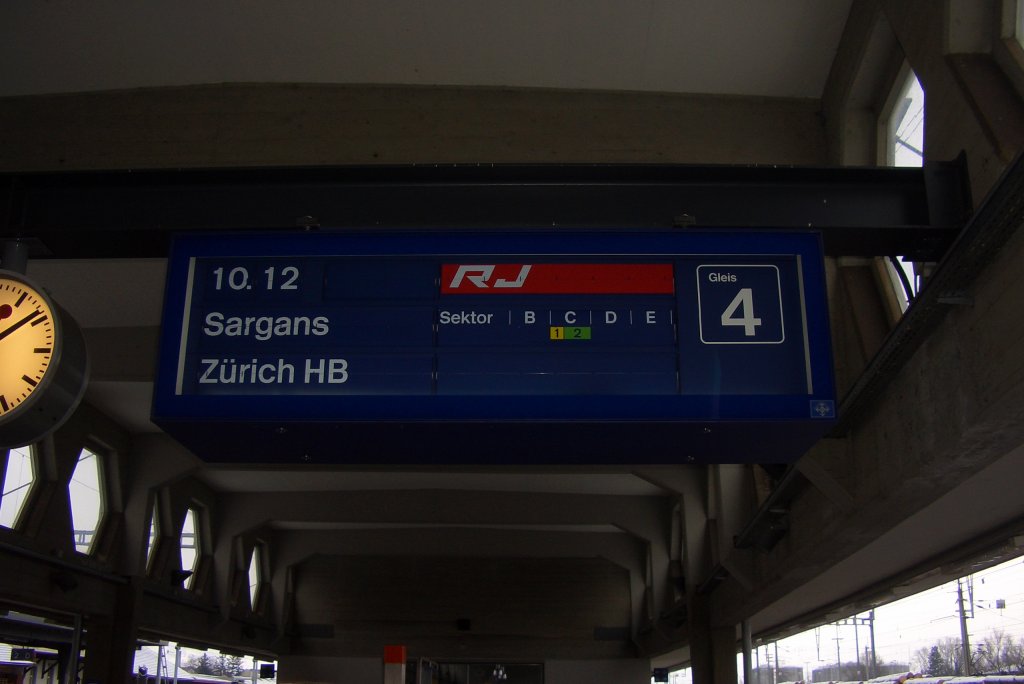 10. 12 RJ Gleis
Sargans Sektor | B | C | D | E | 4
1 2
Zürich HB